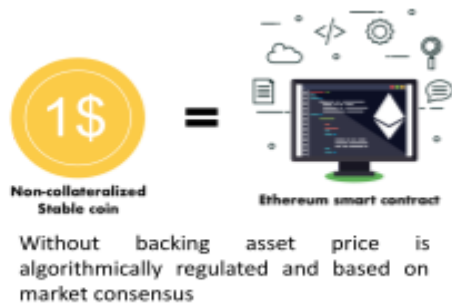 1$
</>
=
Non-collateralized
Stable coin
Ethereum smart contract
Without backing asset price is
algorithmically regulated and based on
market consensus